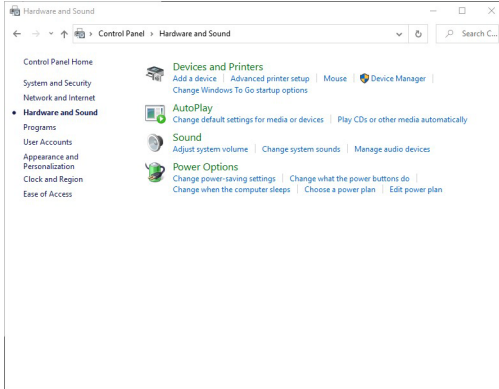 Hardware and Sound
Control Panel › Hardware and Sound
Search C...
Control Panel Home
System and Security
Network and Internet
Hardware and Sound
Programs
User Accounts
Appearance and
Personalization
Clock and Region
Ease of Access
Devices and Printers
Add a device | Advanced printer setup | Mouse | Device Manager |
Change Windows To Go startup options
AutoPlay
Change default settings for media or devices | Play CDs or other media automatically
Sound
Adjust system volume | Change system sounds | Manage audio devices
Power Options
Change power-saving settings | Change what the power buttons do |
Change when the computer sleeps | Choose a power plan | Edit power plan